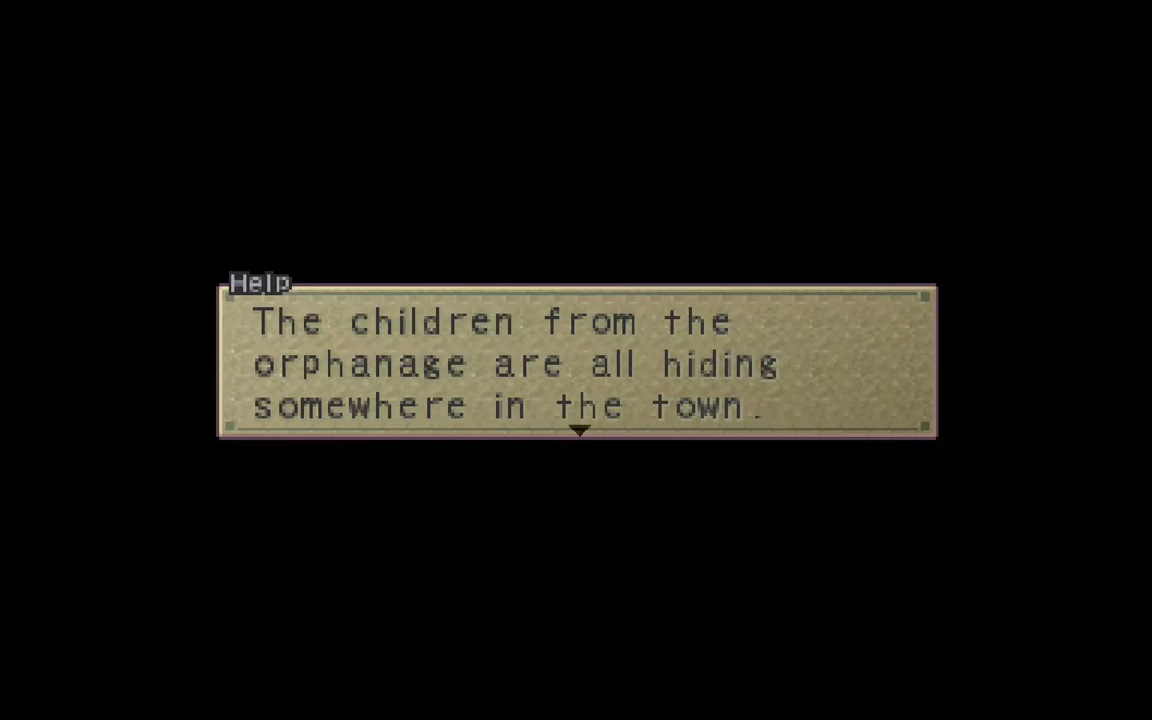 Help
The children from the
orphanage are all hiding
somewhere in the town.